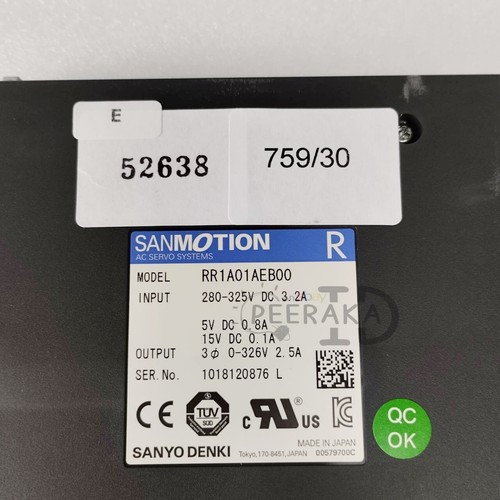 E
52638
759/30
SANMOTION R
AC SERVO SYSTEMS
MODEL RR1A01AEB00
INPUT 280-325V DC 3.2A
5V DC 0.8A
15V DC 0.1A
OUTPUT 3ϕ 0-326V 2.5A
SER.No. 1018120876 L
PEERAKA
TÜV
SÜD
C UL US
QC
OK
MADE IN JAPAN
SANYO DENKI Tokyo,170-8451,JAPAN 00579700C